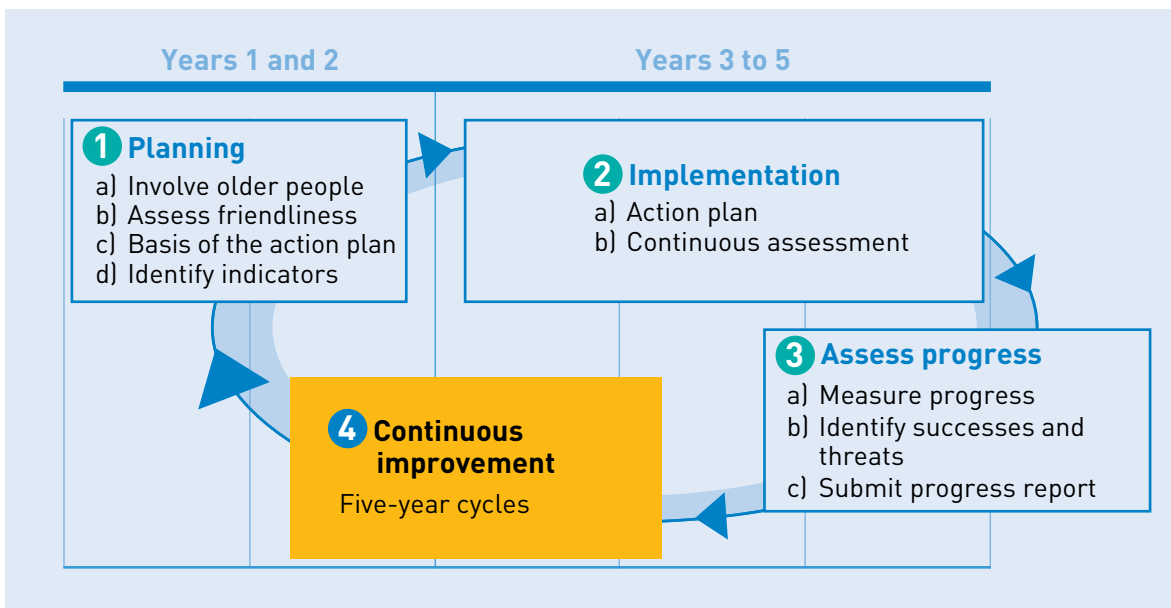 Years 1 and 2
Years 3 to 5
1 Planning
a) Involve older people
b) Assess friendliness
c) Basis of the action plan
d) Identify indicators
2 Implementation
a) Action plan
b) Continuous assessment
3 Assess progress
a) Measure progress
b) Identify successes and
threats
c) Submit progress report
4 Continuous
improvement
Five-year cycles